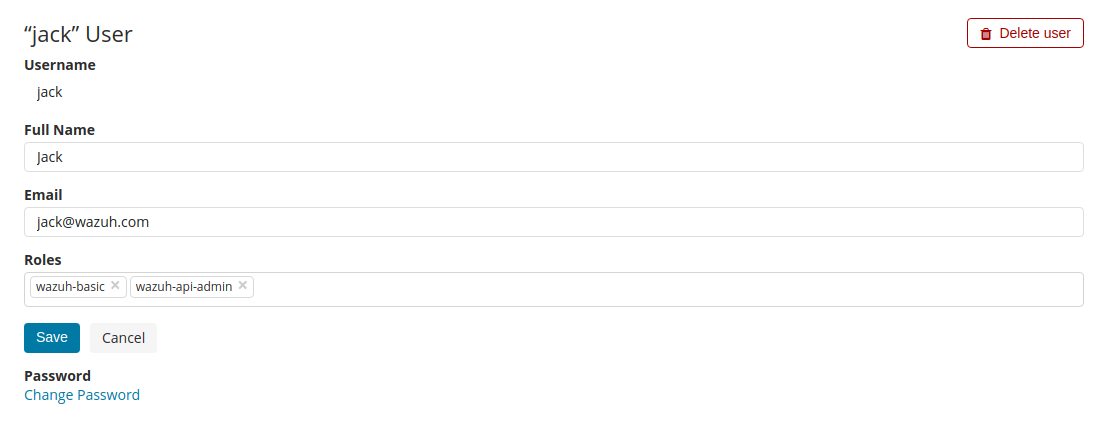 “jack” User
Delete user
Username
jack
Full Name
Jack
Email
jack@wazuh.com
Roles
wazuh-basic × wazuh-api-admin ×
Save Cancel
Password
Change Password